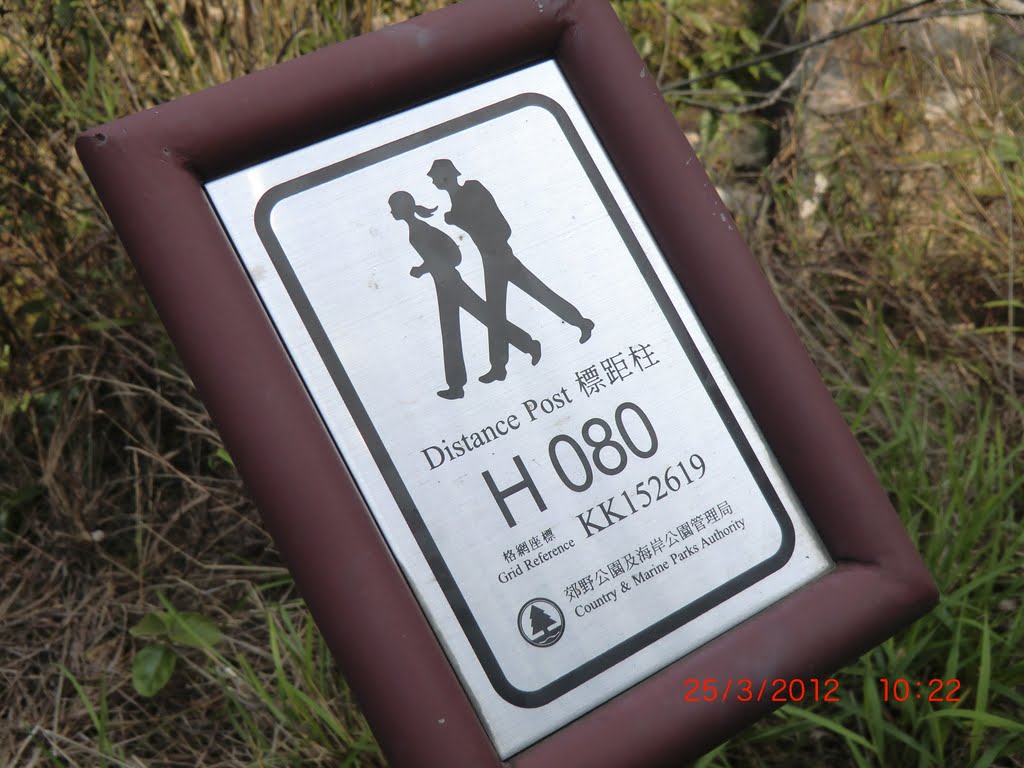 Distance Post 標距柱
H 080
格網座標
Grid Reference KK152619
郊野公園及海岸公園管理局
Country & Marine Parks Authority
25/3/2012 10:22